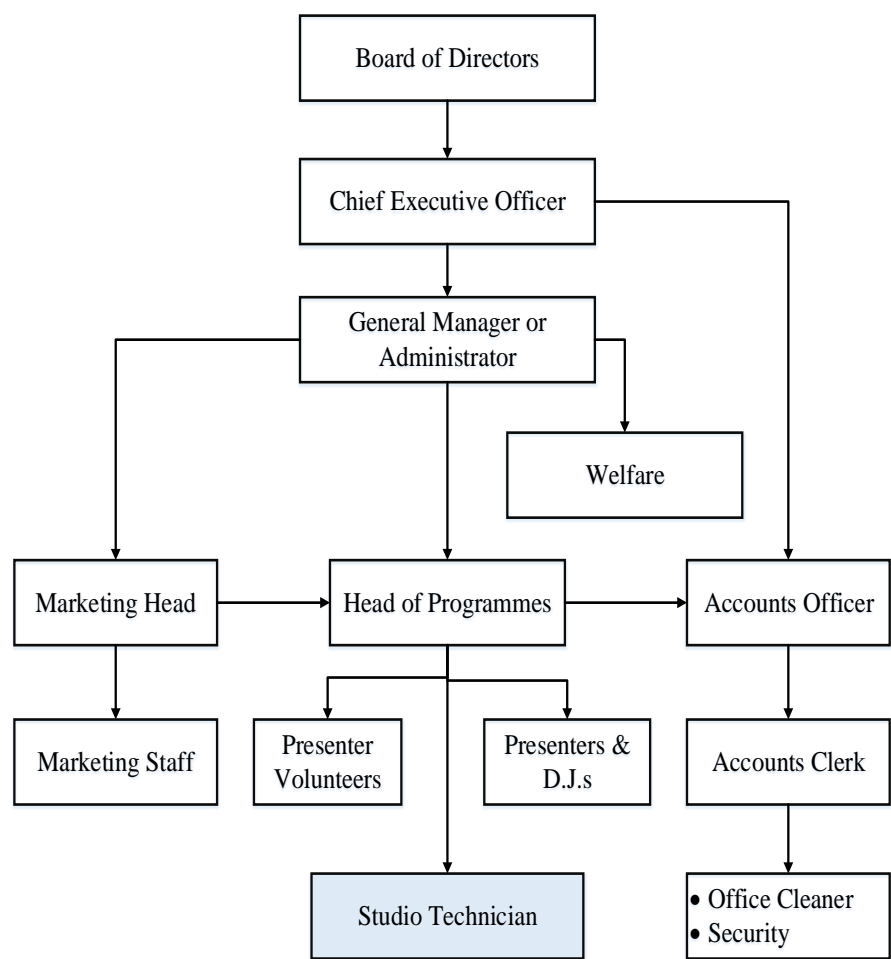 Board of Directors
Chief Executive Officer
General Manager or
Administrator
Welfare
Marketing Head
Head of Programmes
Accounts Officer
Marketing Staff
Presenter
Volunteers
Presenters &
D.J.s
Accounts Clerk
Studio Technician
• Office Cleaner
• Security